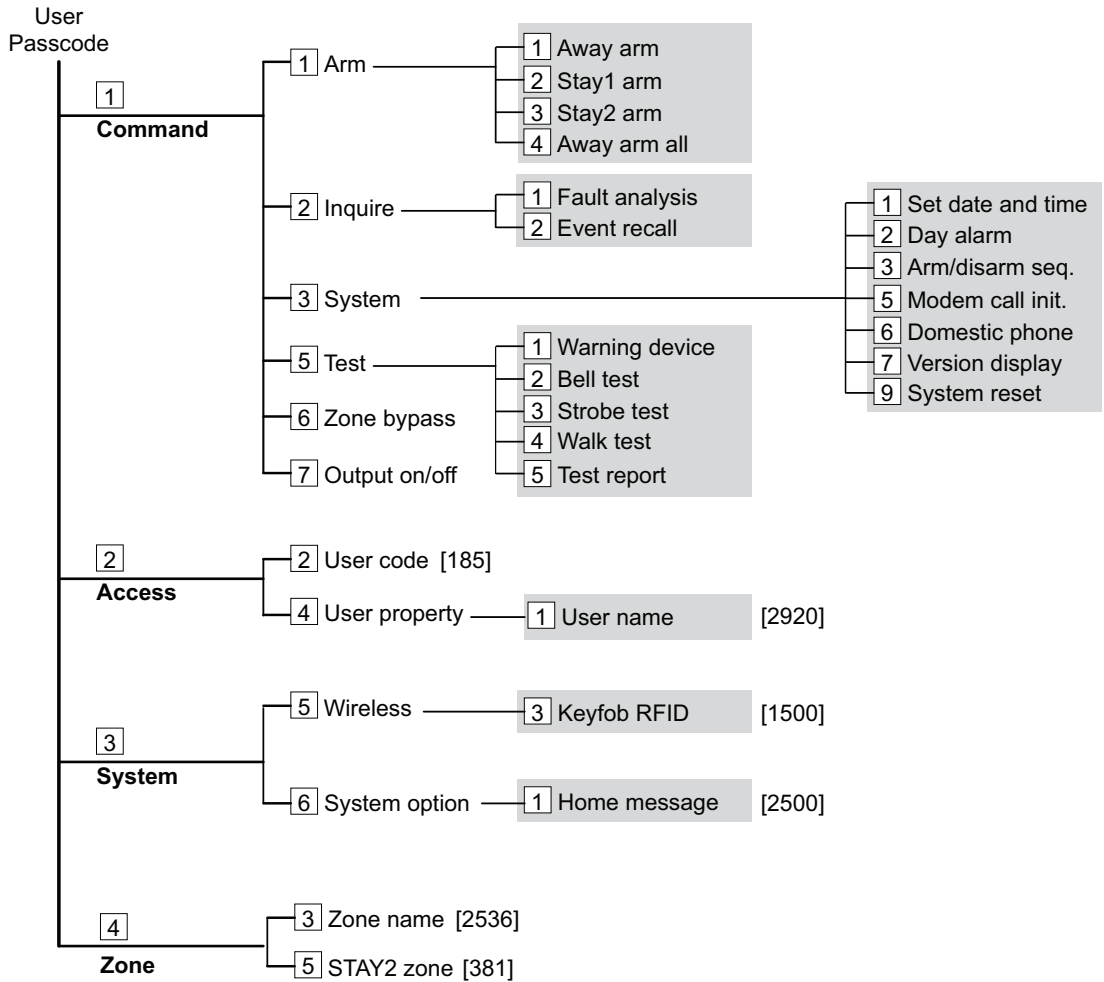 User
Passcode
1
Command
1 Arm
1 Away arm
2 Stay1 arm
3 Stay2 arm
4 Away arm all
2 Inquire
1 Fault analysis
2 Event recall
3 System
1 Set date and time
2 Day alarm
3 Arm/disarm seq.
5 Modem call init.
6 Domestic phone
7 Version display
9 System reset
5 Test
1 Warning device
2 Bell test
3 Strobe test
4 Walk test
5 Test report
6 Zone bypass
7 Output on/off
2
Access
2 User code [185]
4 User property
1 User name [2920]
3
System
5 Wireless
3 Keyfob RFID [1500]
6 System option
1 Home message [2500]
4
Zone
3 Zone name [2536]
5 STAY2 zone [381]